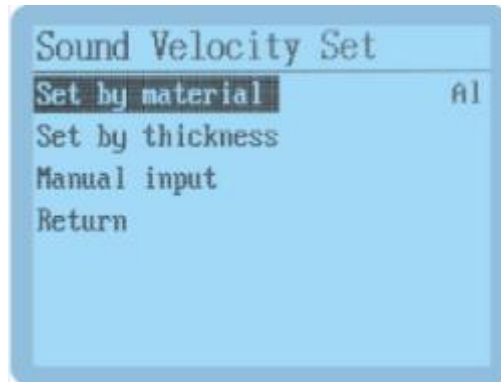 Sound Velocity Set
Set by material Al
Set by thickness
Manual input
Return